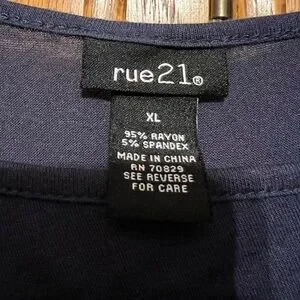 rue21®
XL
95% RAYON
5% SPANDEX
MADE IN CHINA
RN 70829
SEE REVERSE
FOR CARE